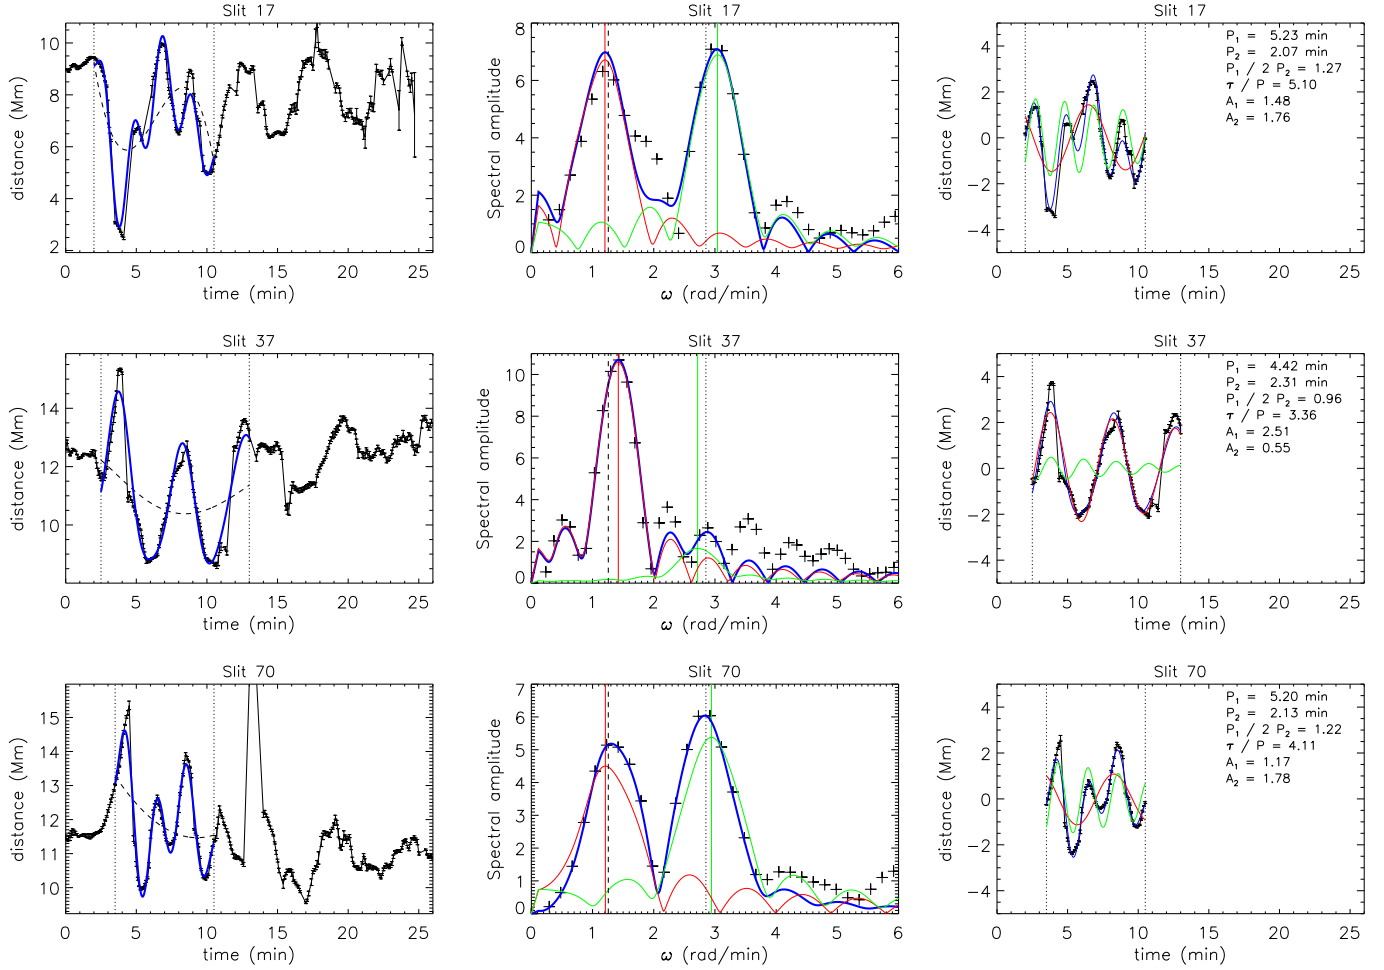 Slit 17
distance (Mm)
10
8
6
4
2
0 5 10 15 20 25
time (min)
Slit 17
Spectral amplitude
8
6
4
2
0
0 1 2 3 4 5 6
ω (rad/min)
Slit 17
distance (Mm)
4
2
0
−2
−4
0 5 10 15 20 25
time (min)
P1 = 5.23 min
P2 = 2.07 min
P1 / 2 P2 = 1.27
τ / P = 5.10
A1 = 1.48
A2 = 1.76
Slit 37
distance (Mm)
14
12
10
0 5 10 15 20 25
time (min)
Slit 37
Spectral amplitude
10
8
6
4
2
0
0 1 2 3 4 5 6
ω (rad/min)
Slit 37
distance (Mm)
4
2
0
−2
−4
0 5 10 15 20 25
time (min)
P1 = 4.42 min
P2 = 2.31 min
P1 / 2 P2 = 0.96
τ / P = 3.36
A1 = 2.51
A2 = 0.55
Slit 70
distance (Mm)
15
14
13
12
11
10
0 5 10 15 20 25
time (min)
Slit 70
Spectral amplitude
7
6
5
4
3
2
1
0
0 1 2 3 4 5 6
ω (rad/min)
Slit 70
distance (Mm)
4
2
0
−2
−4
0 5 10 15 20 25
time (min)
P1 = 5.20 min
P2 = 2.13 min
P1 / 2 P2 = 1.22
τ / P = 4.11
A1 = 1.17
A2 = 1.78